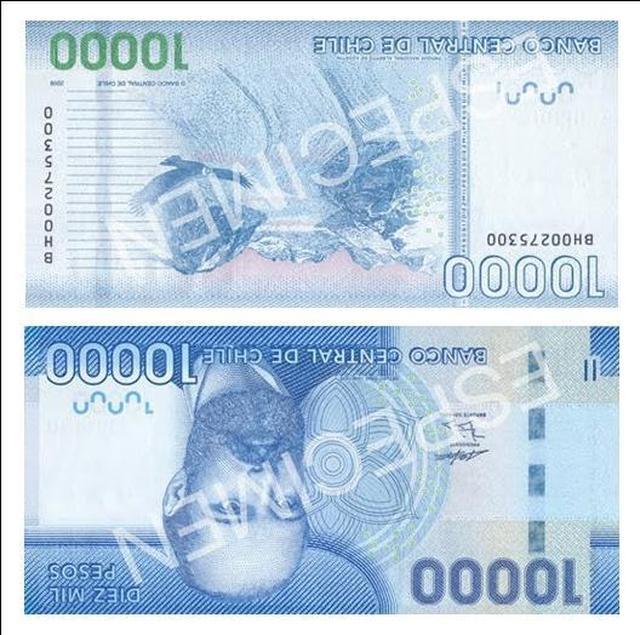 10000
DIEZ MIL
PESOS
PRESIDENTE
ESPECIMEN
BANCO CENTRAL DE CHILE
10000
10000
BH00275300
BH00275300
ESPECIMEN
© BANCO CENTRAL DE CHILE
2009
BANCO CENTRAL DE CHILE
10000